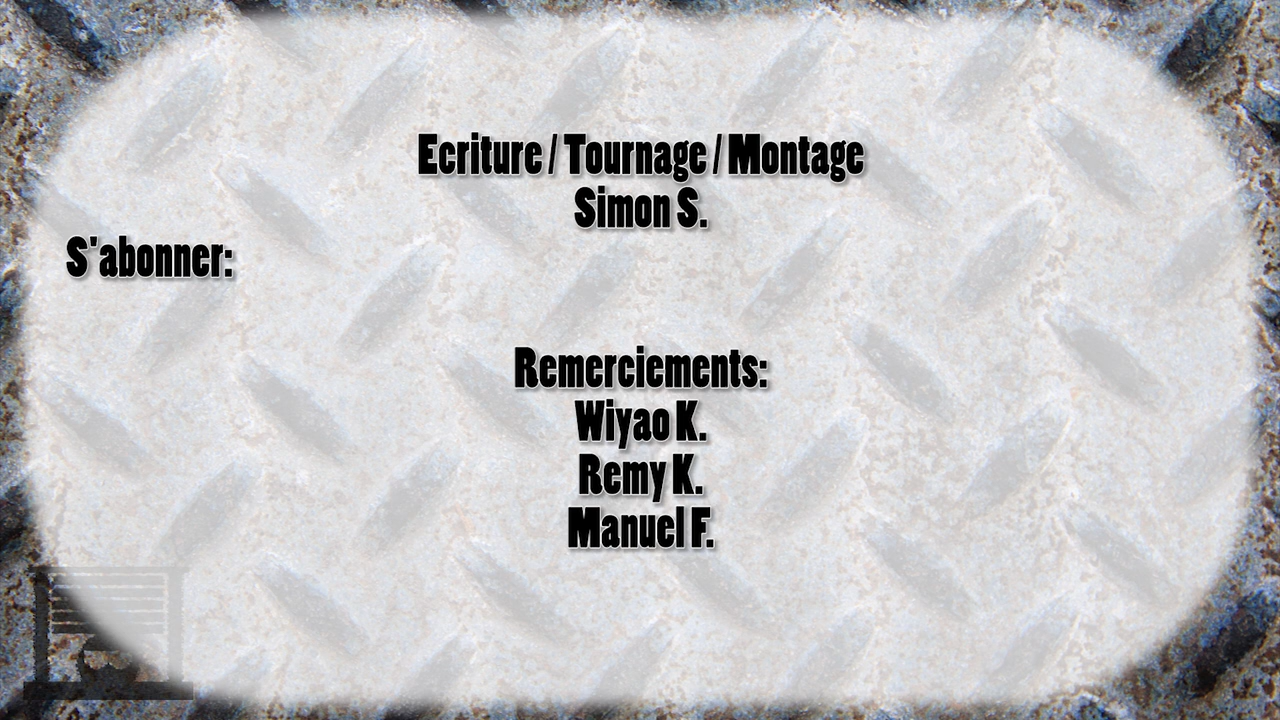 Ecriture / Tournage / Montage
Simon S.
S'abonner:
Remerciements:
Wiyao K.
Remy K.
Manuel F.